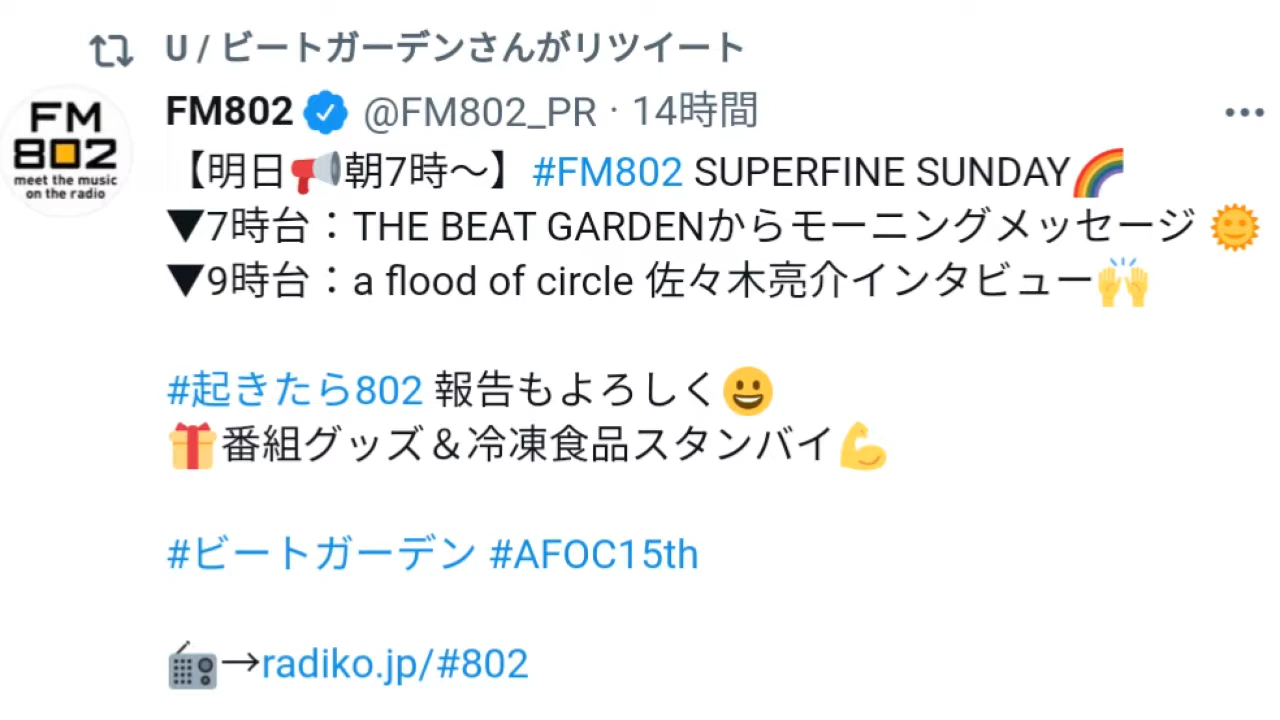 U / ビートガーデンさんがリツイート
FM802 @FM802_PR · 14時間
FM
802
meet the music
on the radio
【明日📢朝7時～】#FM802 SUPERFINE SUNDAY🌈
▼7時台：THE BEAT GARDENからモーニングメッセージ🌞
▼9時台：a flood of circle 佐々木亮介インタビュー🙌
#起きたら802 報告もよろしく😀
🎁番組グッズ＆冷凍食品スタンバイ💪
#ビートガーデン #AFOC15th
📻→radiko.jp/#802